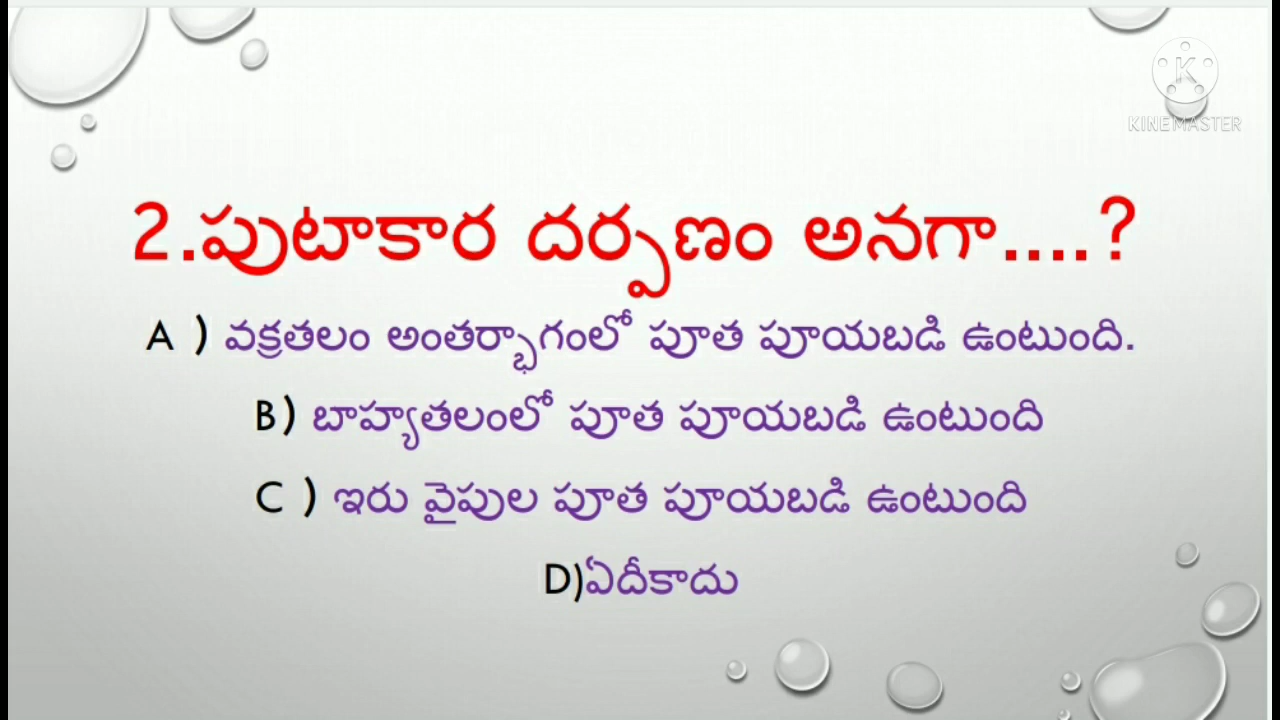 KINEMASTER
2.పుటాకార దర్పణం అనగా....?
A ) వక్రతలం అంతర్భాగంలో పూత పూయబడి ఉంటుంది.
B) బాహ్యతలంలో పూత పూయబడి ఉంటుంది
C ) ఇరు వైపుల పూత పూయబడి ఉంటుంది
D)ఏదీకాదు